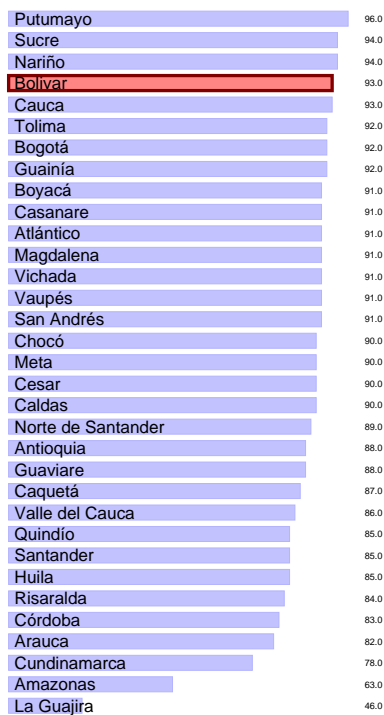 Putumayo 96.0
Sucre 94.0
Nariño 94.0
Bolivar 93.0
Cauca 93.0
Tolima 92.0
Bogotá 92.0
Guainía 92.0
Boyacá 91.0
Casanare 91.0
Atlántico 91.0
Magdalena 91.0
Vichada 91.0
Vaupés 91.0
San Andrés 91.0
Chocó 90.0
Meta 90.0
Cesar 90.0
Caldas 90.0
Norte de Santander 89.0
Antioquia 88.0
Guaviare 88.0
Caquetá 87.0
Valle del Cauca 86.0
Quindío 85.0
Santander 85.0
Huila 85.0
Risaralda 84.0
Córdoba 83.0
Arauca 82.0
Cundinamarca 78.0
Amazonas 63.0
La Guajira 46.0